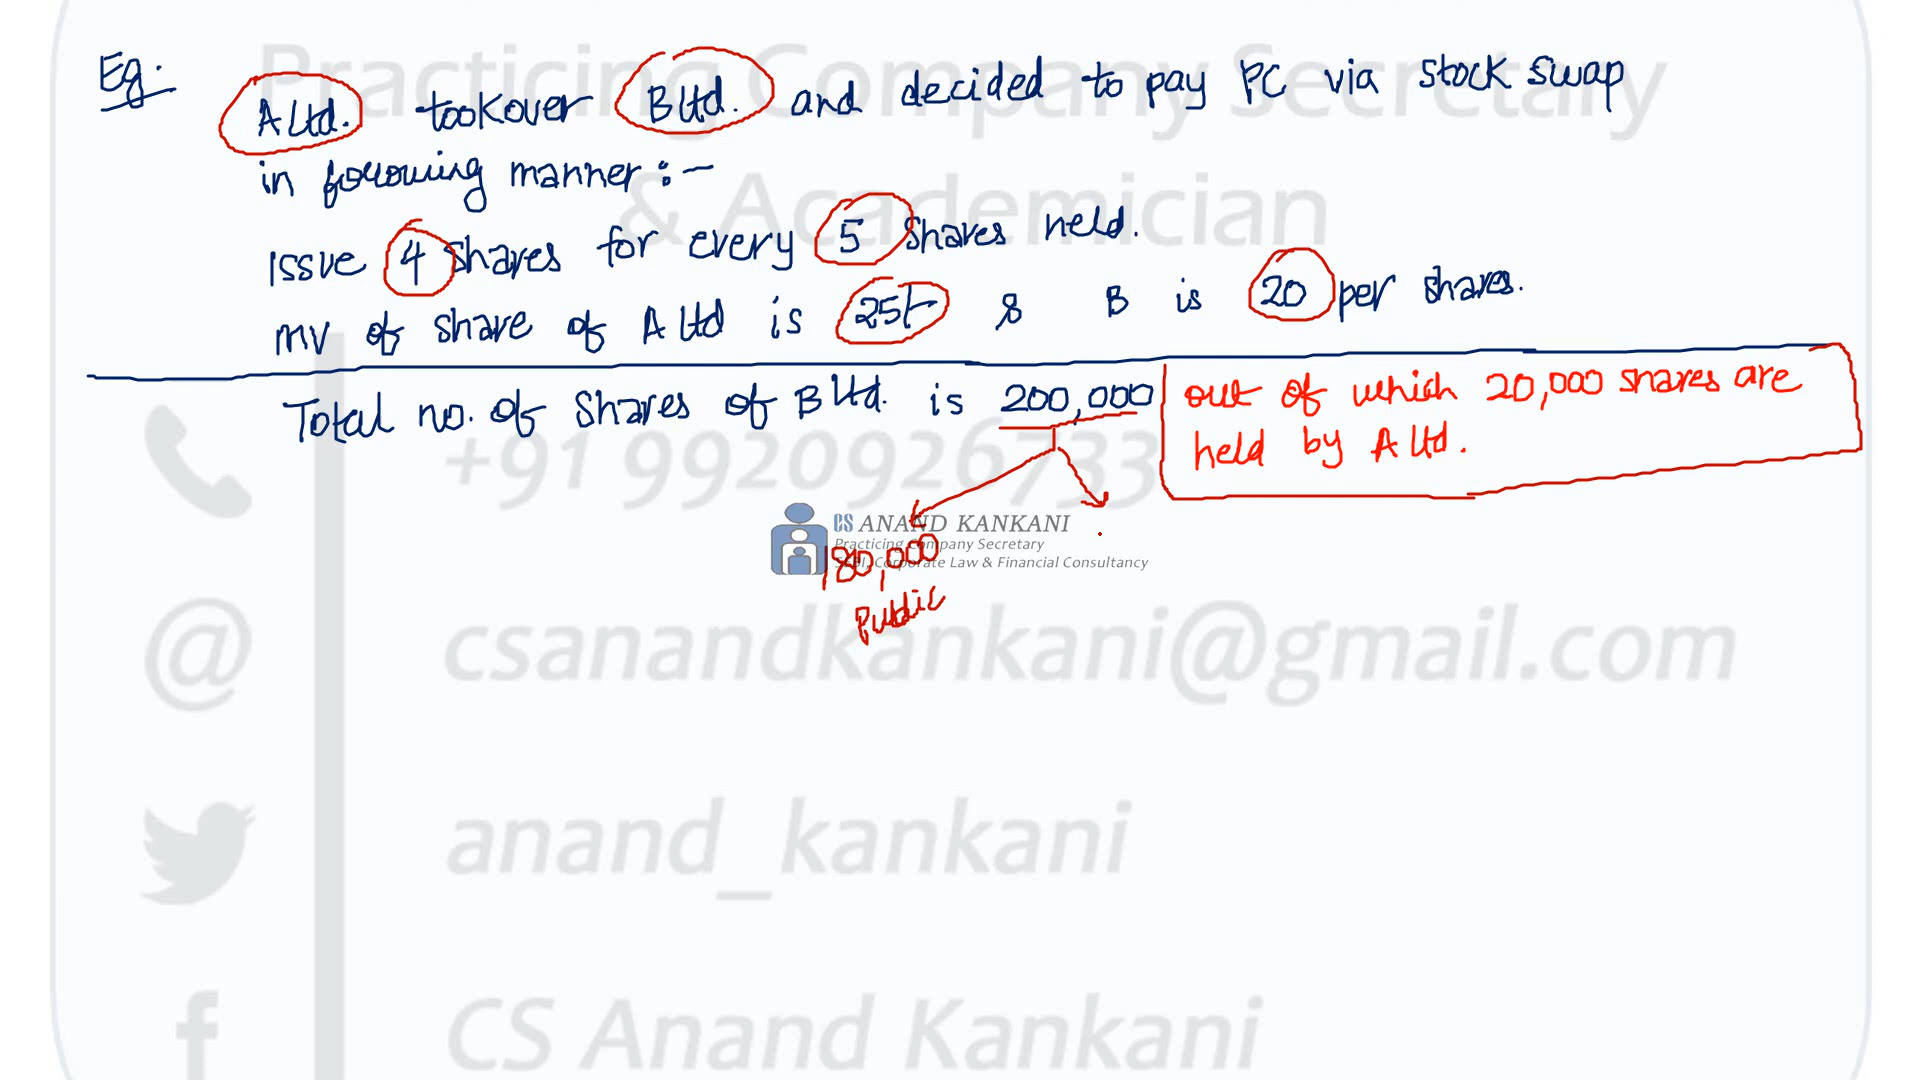 Practicing Company Secretary
& Academician
Eg:
A Ltd. tookover B Ltd. and decided to pay PC via stock swap
in following manner:-
issue 4 shares for every 5 shares held.
mv of share of A Ltd is 25/- & B is 20 per shares.
Total no. of shares of B Ltd. is 200,000
out of which 20,000 shares are
held by A Ltd.
+91 9920926733
CS ANAND KANKANI
Practicing Company Secretary
SEBI, Corporate Law & Financial Consultancy
180,000
Public
@ csanandkankani@gmail.com
anand_kankani
f CS Anand Kankani